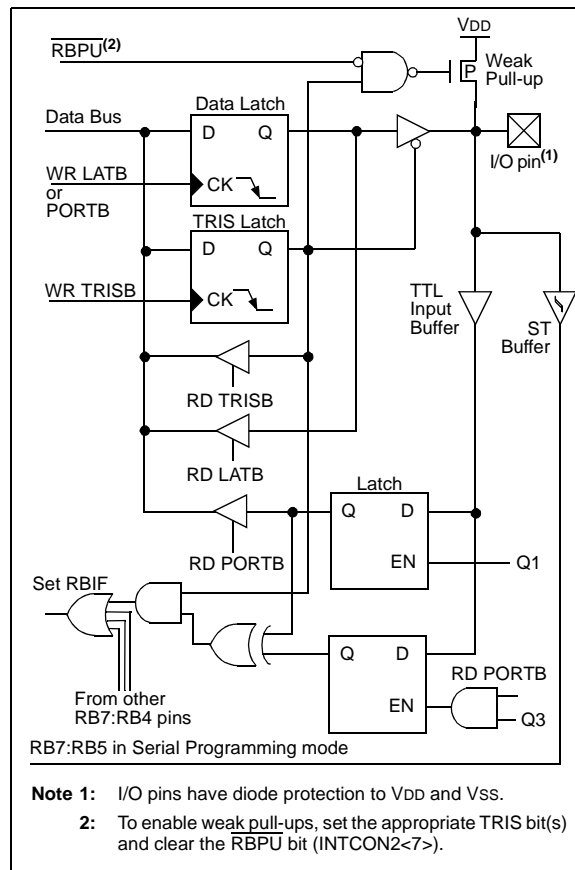 VDD
RBPU(2)
P
Weak
Pull-up
Data Latch
Data Bus
D Q
I/O pin(1)
WR LATB
or
PORTB
CK
TRIS Latch
D Q
WR TRISB
CK
TTL
Input
Buffer
ST
Buffer
RD TRISB
RD LATB
Latch
Q D
RD PORTB
EN
Q1
Set RBIF
Q D
RD PORTB
EN
Q3
From other
RB7:RB4 pins
RB7:RB5 in Serial Programming mode
Note 1: I/O pins have diode protection to VDD and VSS.
2: To enable weak pull-ups, set the appropriate TRIS bit(s)
and clear the RBPU bit (INTCON2<7>).